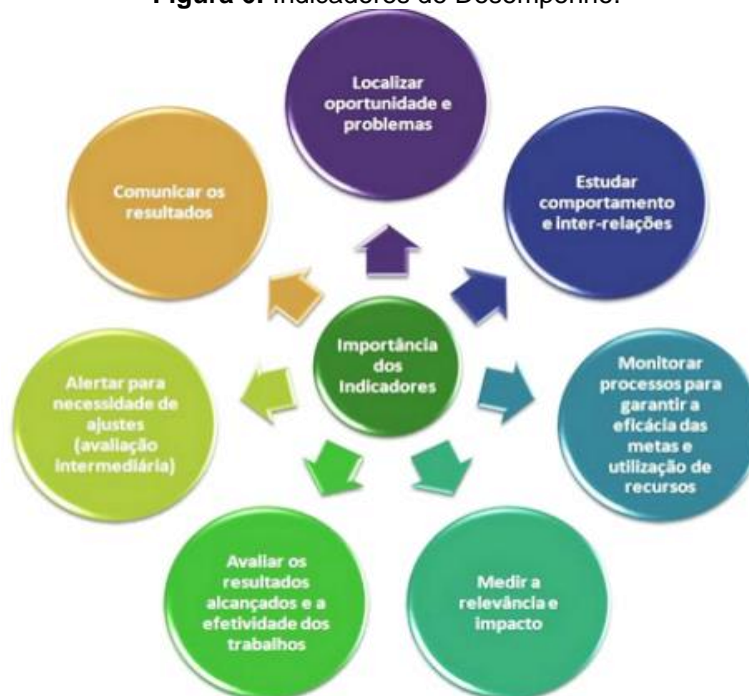 Figura 6. Indicadores de Desempenho.
Localizar
oportunidade e
problemas
Estudar
comportamento
e inter-relações
Monitorar
processos para
garantir a
eficácia das
metas e
utilização de
recursos
Medir a
relevância e
impacto
Avaliar os
resultados
alcançados e a
efetividade dos
trabalhos
Alertar para
necessidade de
ajustes
(avaliação
intermediária)
Comunicar os
resultados
Importância
dos
Indicadores